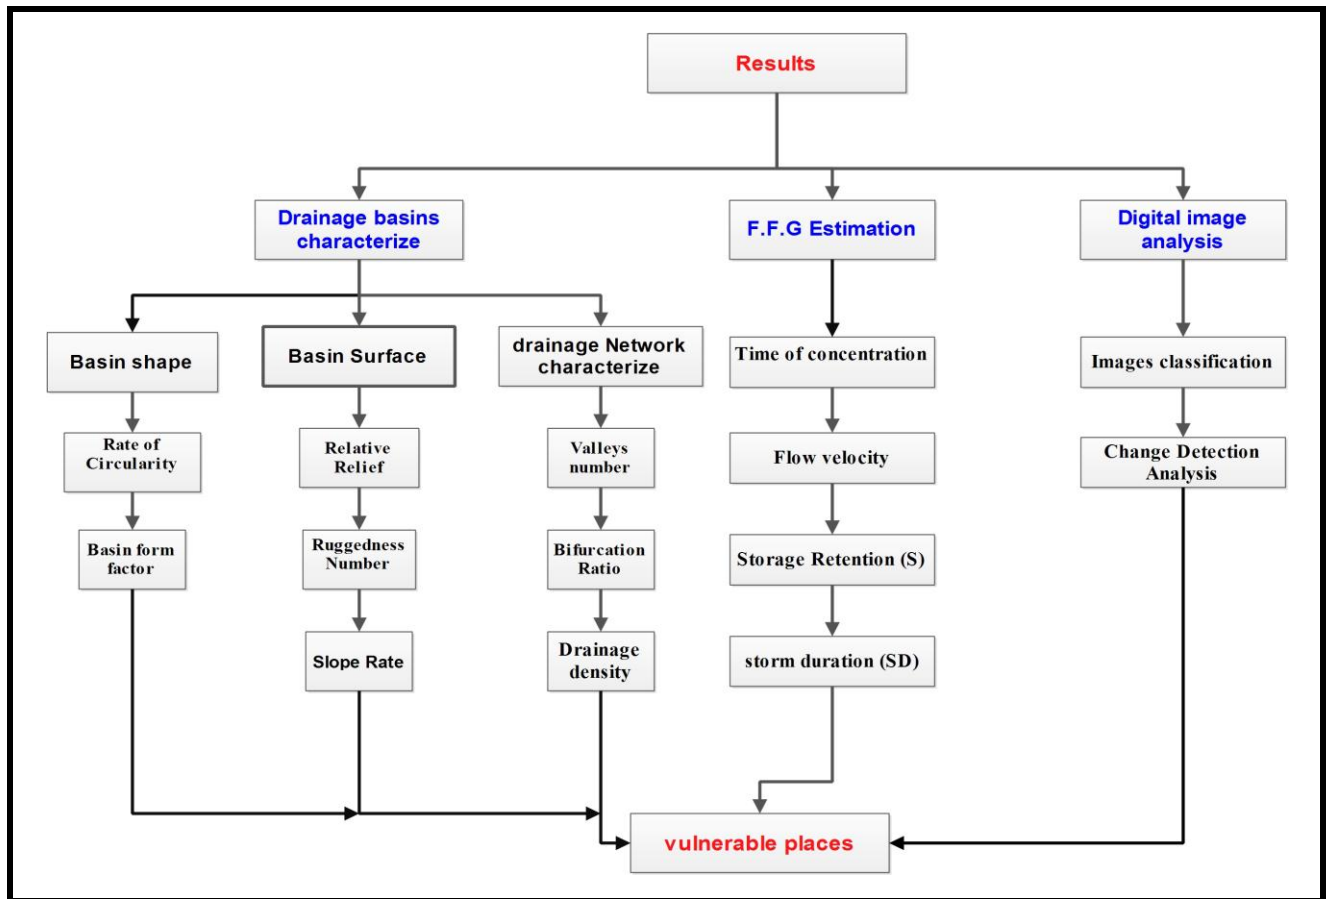 Results
Drainage basins
characterize
F.F.G Estimation
Digital image
analysis
Basin shape
Basin Surface
drainage Network
characterize
Time of concentration
Images classification
Rate of
Circularity
Relative
Relief
Valleys
number
Flow velocity
Change Detection
Analysis
Basin form
factor
Ruggedness
Number
Bifurcation
Ratio
Storage Retention (S)
Slope Rate
Drainage
density
storm duration (SD)
vulnerable places